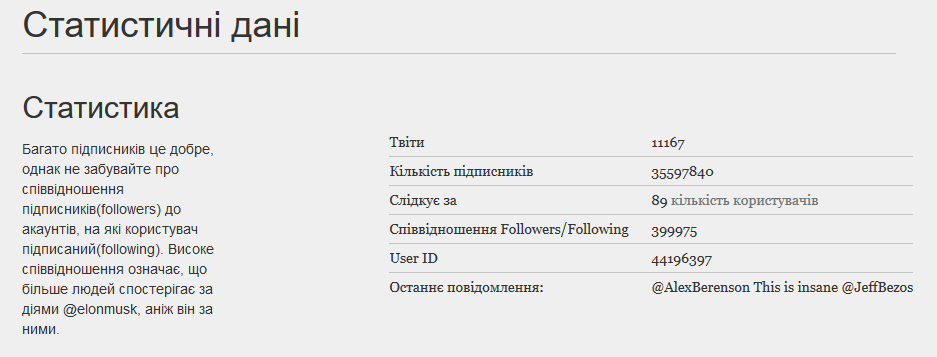 Статистичні дані
Статистика
Багато підписників це добре,
однак не забувайте про
співвідношення
підписників(followers) до
акаунтів, на які користувач
підписаний(following). Високе
співвідношення означає, що
більше людей спостерігає за
діями @elonmusk, аніж він за
ними.
Твіти 11167
Кількість підписників 35597840
Слідкує за 89 кількість користувачів
Співвідношення Followers/Following 399975
User ID 44196397
Останнє повідомлення: @AlexBerenson This is insane @JeffBezos